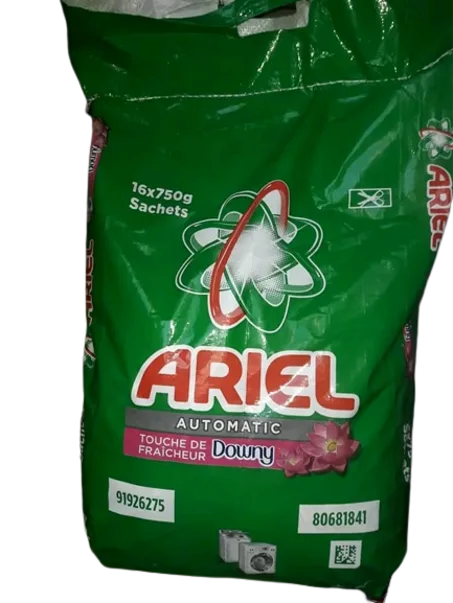 16x750g
Sachets
ARIEL
AUTOMATIC
TOUCHE DE
FRAÎCHEUR Downy
91926275
80681841
ARIEL